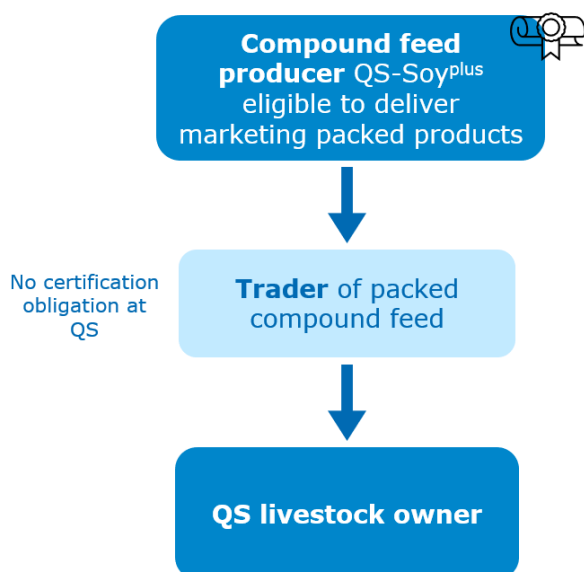 Compound feed
producer QS-Soyplus
eligible to deliver
marketing packed products
No certification
obligation at
QS
Trader of packed
compound feed
QS livestock owner